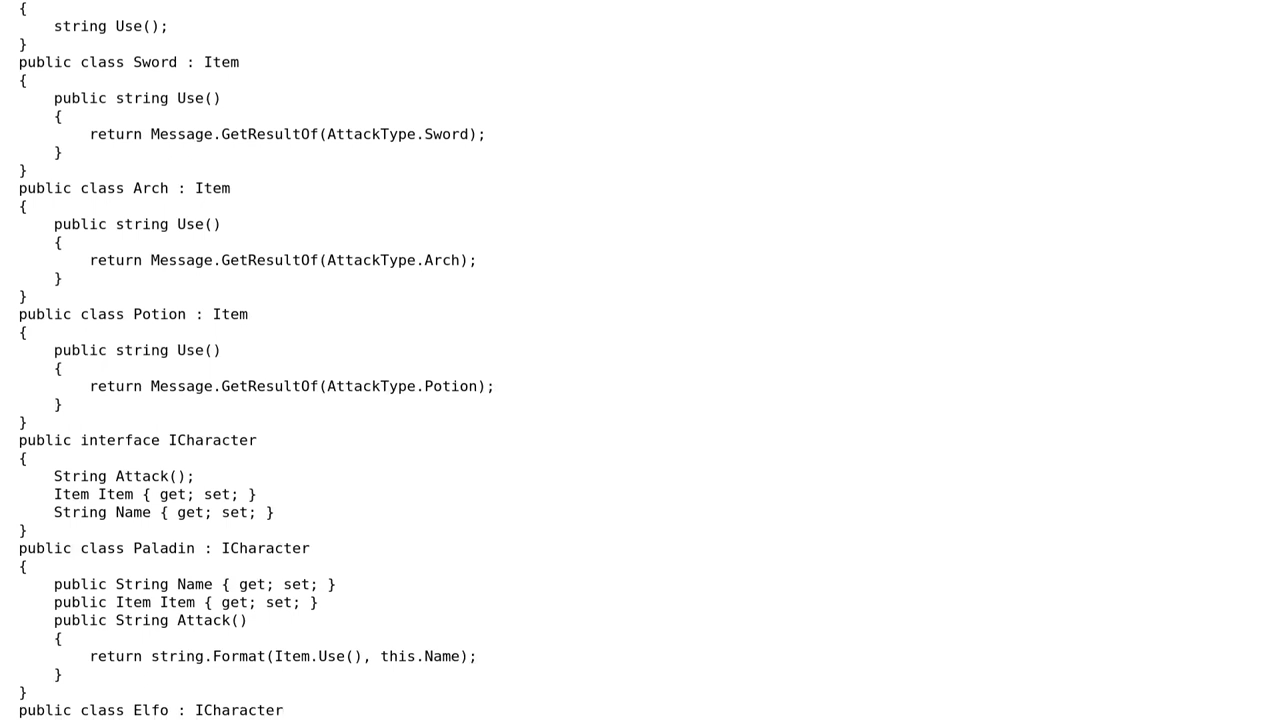 {
    string Use();
}
public class Sword : Item
{
    public string Use()
    {
        return Message.GetResultOf(AttackType.Sword);
    }
}
public class Arch : Item
{
    public string Use()
    {
        return Message.GetResultOf(AttackType.Arch);
    }
}
public class Potion : Item
{
    public string Use()
    {
        return Message.GetResultOf(AttackType.Potion);
    }
}
public interface ICharacter
{
    String Attack();
    Item Item { get; set; }
    String Name { get; set; }
}
public class Paladin : ICharacter
{
    public String Name { get; set; }
    public Item Item { get; set; }
    public String Attack()
    {
        return string.Format(Item.Use(), this.Name);
    }
}
public class Elfo : ICharacter